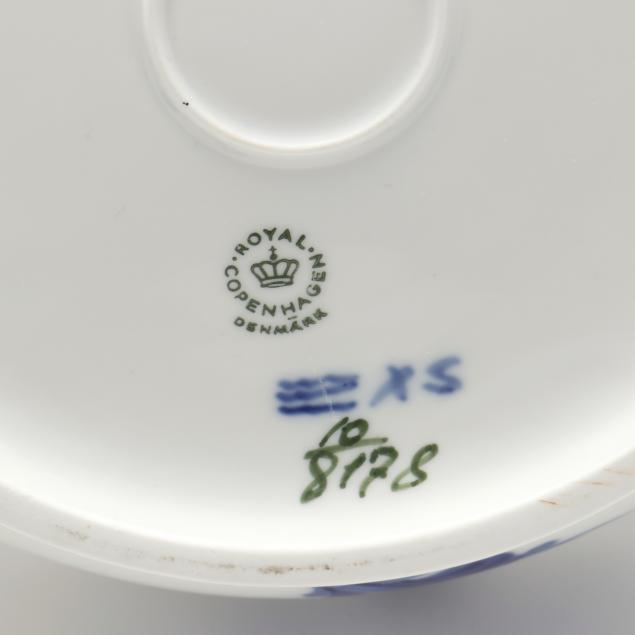 ROYAL COPENHAGEN
DENMARK
XS
10
8178